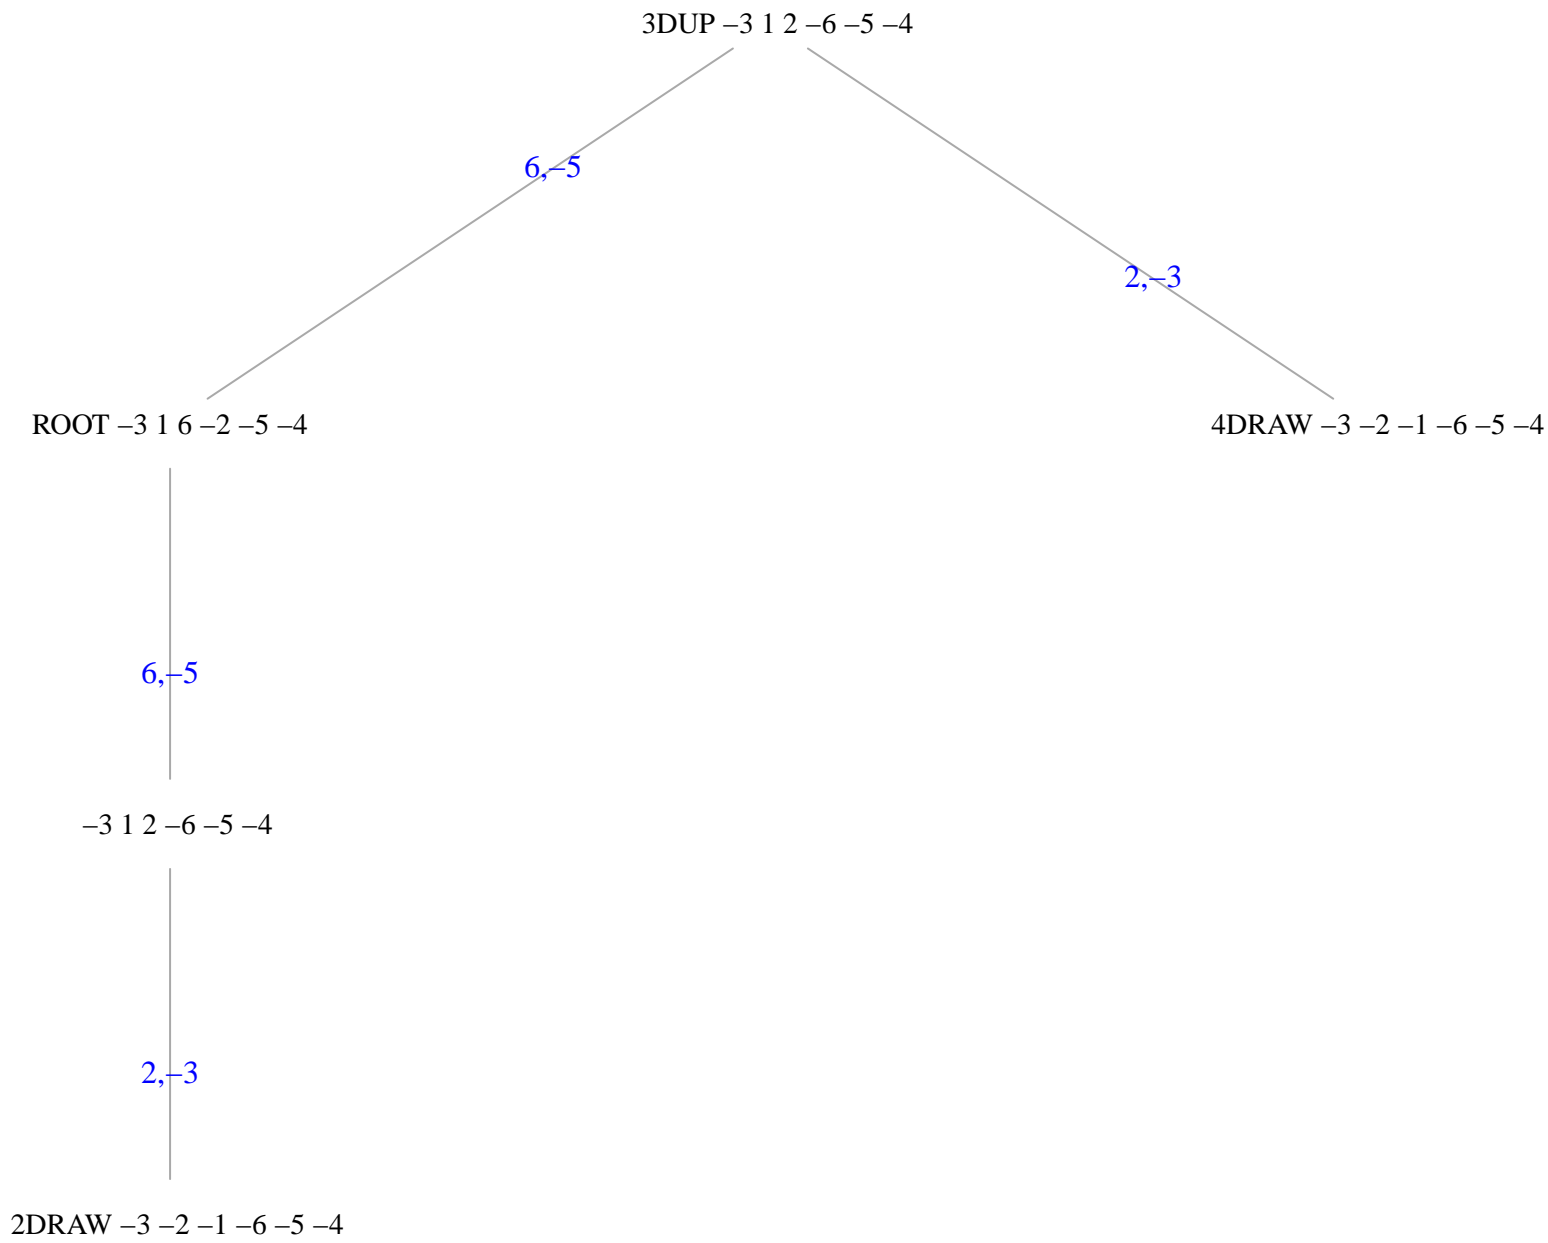 3DUP –3 1 2 –6 –5 –4
6,–5
2,–3
ROOT –3 1 6 –2 –5 –4
4DRAW –3 –2 –1 –6 –5 –4
6,–5
–3 1 2 –6 –5 –4
2,–3
2DRAW –3 –2 –1 –6 –5 –4